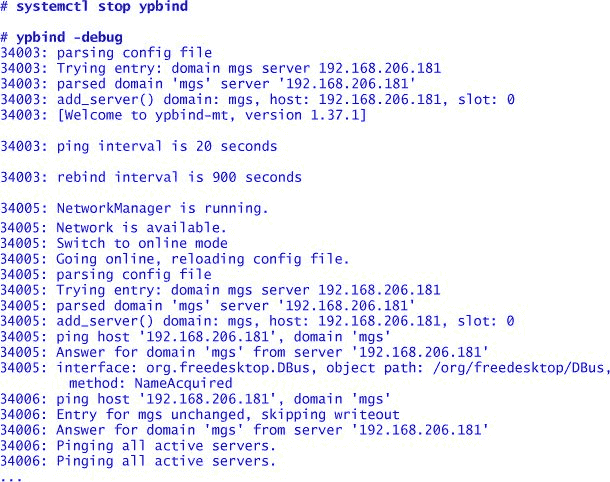 # systemctl stop ypbind
# ypbind -debug
34003: parsing config file
34003: Trying entry: domain mgs server 192.168.206.181
34003: parsed domain 'mgs' server '192.168.206.181'
34003: add_server() domain: mgs, host: 192.168.206.181, slot: 0
34003: [Welcome to ypbind-mt, version 1.37.1]
34003: ping interval is 20 seconds
34003: rebind interval is 900 seconds
34005: NetworkManager is running.
34005: Network is available.
34005: Switch to online mode
34005: Going online, reloading config file.
34005: parsing config file
34005: Trying entry: domain mgs server 192.168.206.181
34005: parsed domain 'mgs' server '192.168.206.181'
34005: add_server() domain: mgs, host: 192.168.206.181, slot: 0
34005: ping host '192.168.206.181', domain 'mgs'
34005: Answer for domain 'mgs' from server '192.168.206.181'
34005: interface: org.freedesktop.DBus, object path: /org/freedesktop/DBus,
method: NameAcquired
34006: ping host '192.168.206.181', domain 'mgs'
34006: Entry for mgs unchanged, skipping writeout
34006: Answer for domain 'mgs' from server '192.168.206.181'
34006: Pinging all active servers.
34006: Pinging all active servers.
...